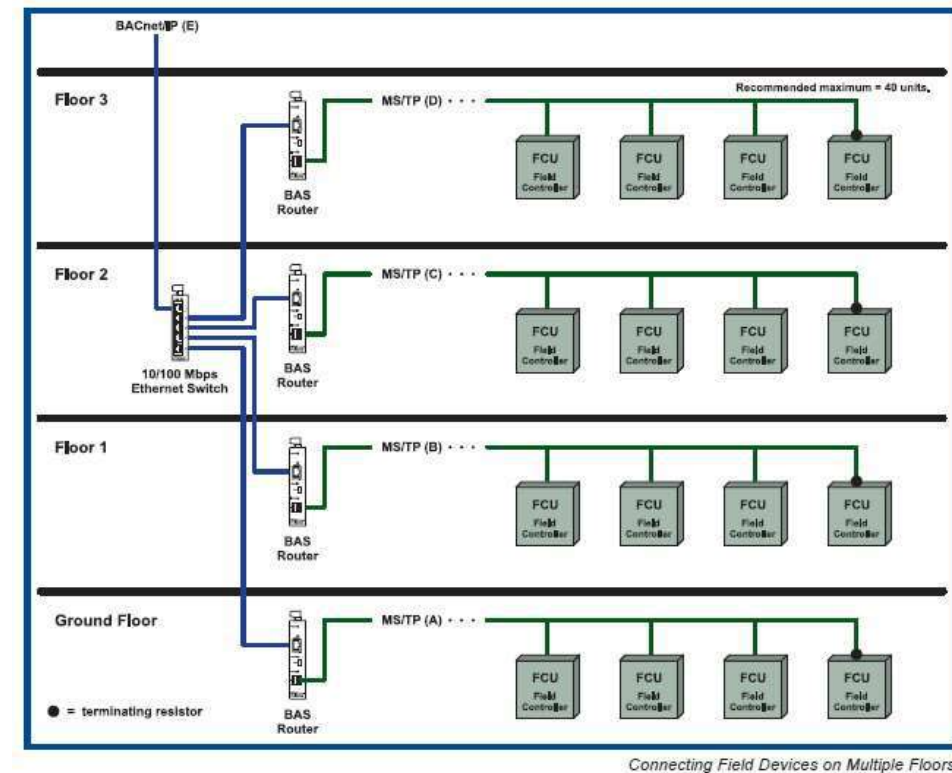 BACnet/IP (E)
Floor 3
MS/TP (D) · · ·
Recommended maximum = 40 units.
FCU
Field
Controller
FCU
Field
Controller
FCU
Field
Controller
FCU
Field
Controller
BAS
Router
Floor 2
MS/TP (C) · · ·
FCU
Field
Controller
FCU
Field
Controller
FCU
Field
Controller
FCU
Field
Controller
10/100 Mbps
Ethernet Switch
BAS
Router
Floor 1
MS/TP (B) · · ·
FCU
Field
Controller
FCU
Field
Controller
FCU
Field
Controller
FCU
Field
Controller
BAS
Router
Ground Floor
MS/TP (A) · · ·
FCU
Field
Controller
FCU
Field
Controller
FCU
Field
Controller
FCU
Field
Controller
= terminating resistor
BAS
Router
Connecting Field Devices on Multiple Floors